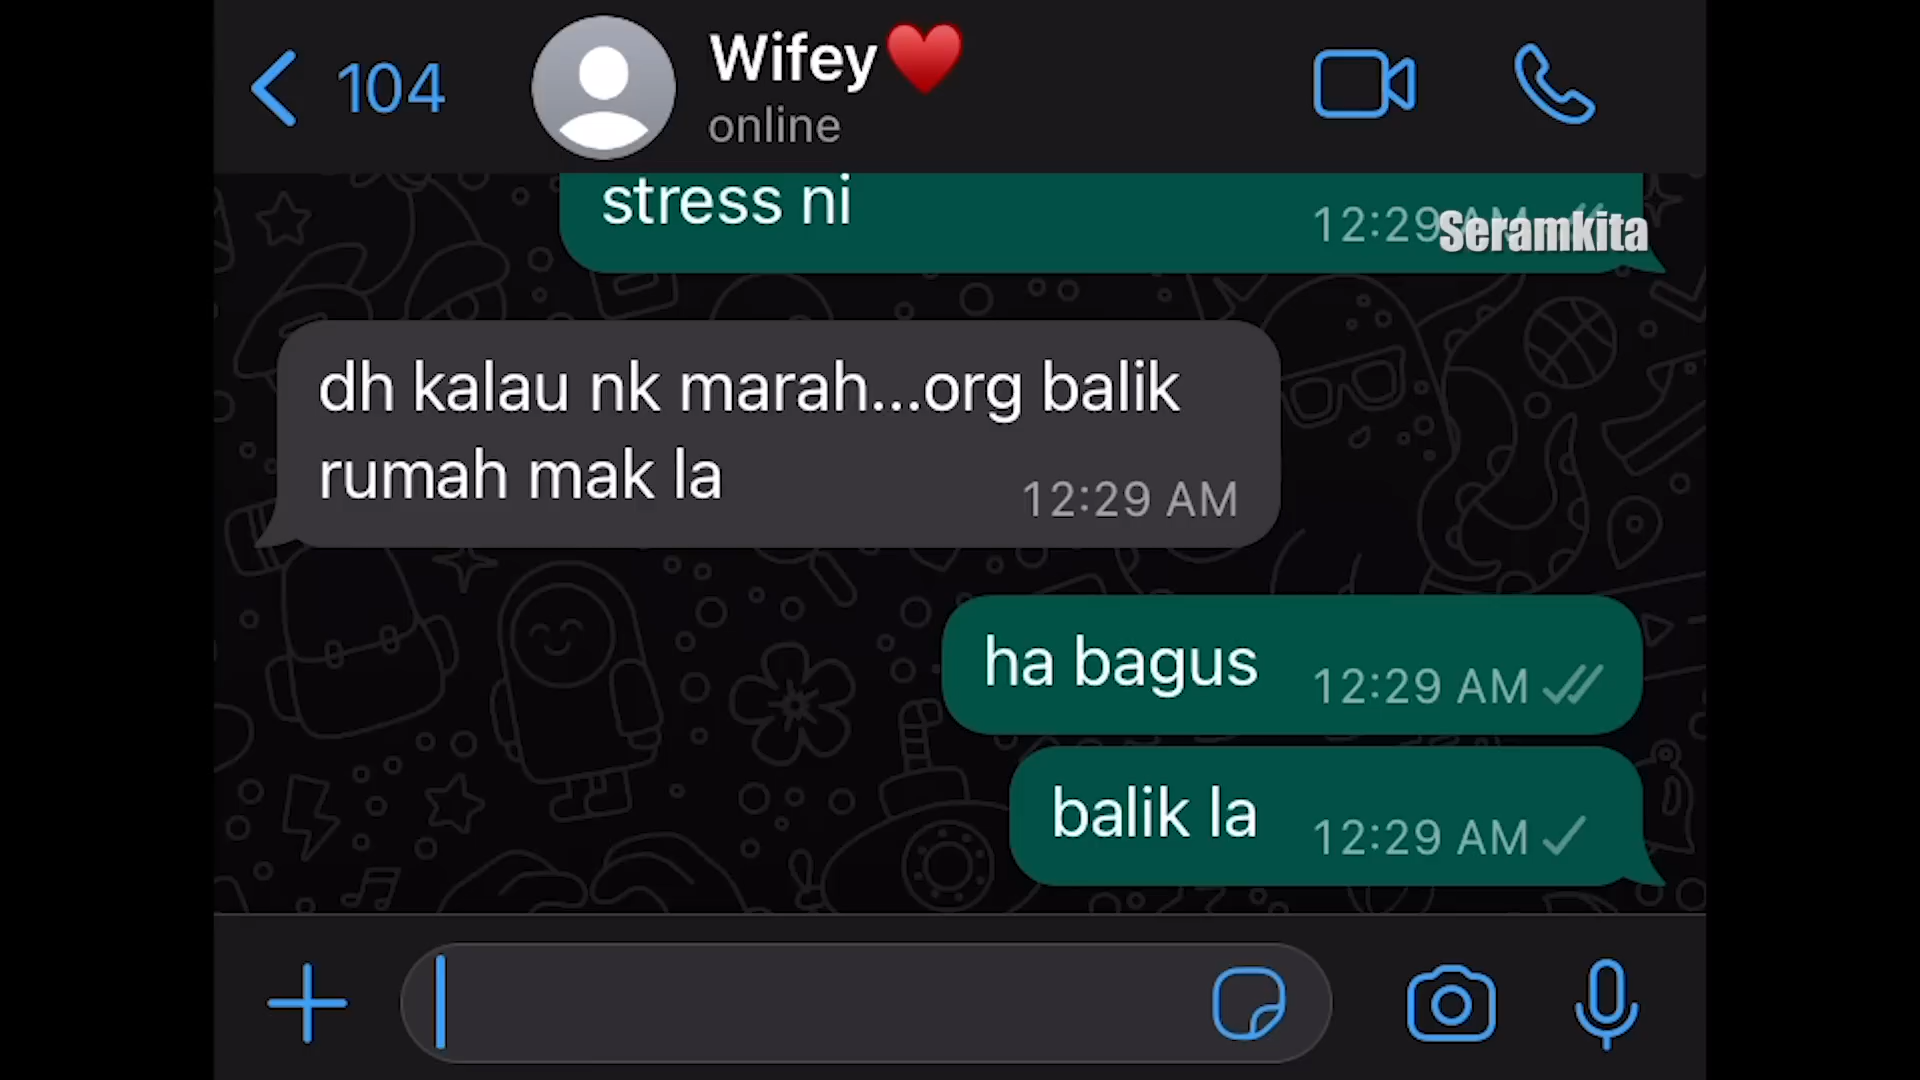 104
Wifey❤️
online
stress ni
12:29 AM
Seramkita
dh kalau nk marah...org balik
rumah mak la
12:29 AM
ha bagus
12:29 AM
balik la
12:29 AM